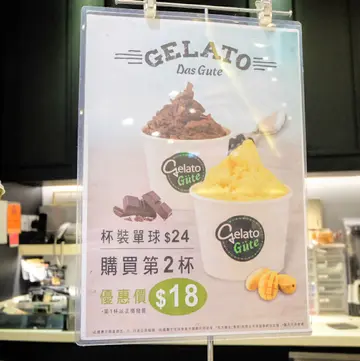 GELATO
Das Gute
Gelato
Gute
Gelato
Güte
杯裝單球 $24
購買第 2 杯
優惠價 $18